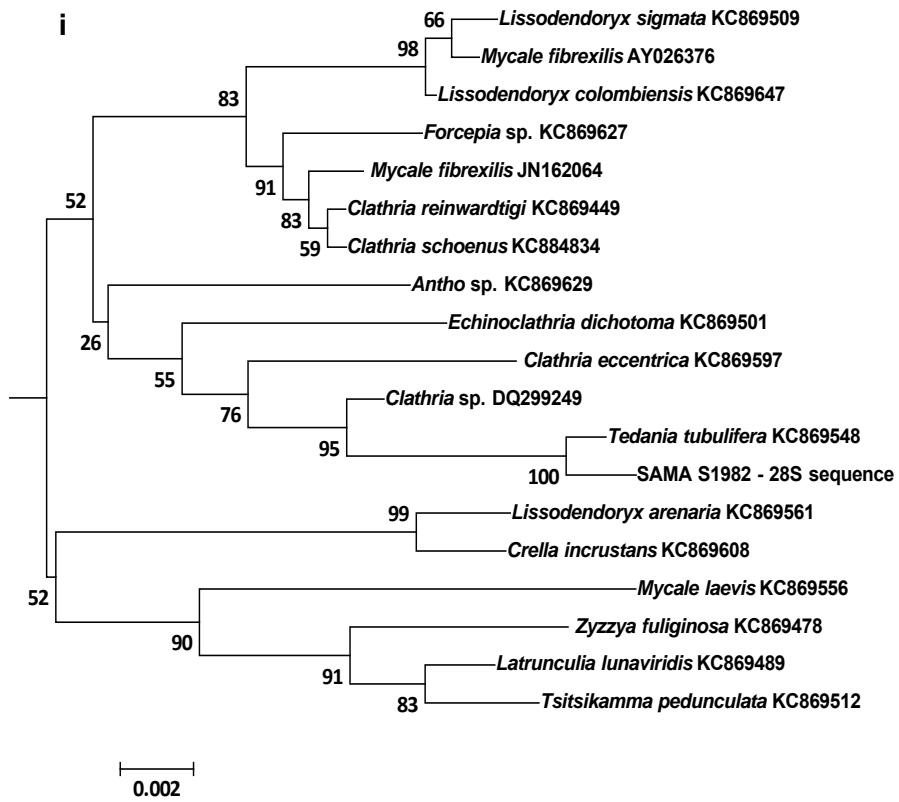 i
66
Lissodendoryx sigmata KC869509
98
Mycale fibrexilis AY026376
83
Lissodendoryx colombiensis KC869647
Forcepia sp. KC869627
91
Mycale fibrexilis JN162064
52
83
Clathria reinwardtigi KC869449
59
Clathria schoenus KC884834
Antho sp. KC869629
26
Echinoclathria dichotoma KC869501
55
Clathria eccentrica KC869597
76
Clathria sp. DQ299249
95
Tedania tubulifera KC869548
100
SAMA S1982 - 28S sequence
99
Lissodendoryx arenaria KC869561
Crella incrustans KC869608
52
Mycale laevis KC869556
90
Zyzzya fuliginosa KC869478
91
Latrunculia lunaviridis KC869489
83
Tsitsikamma pedunculata KC869512
0.002